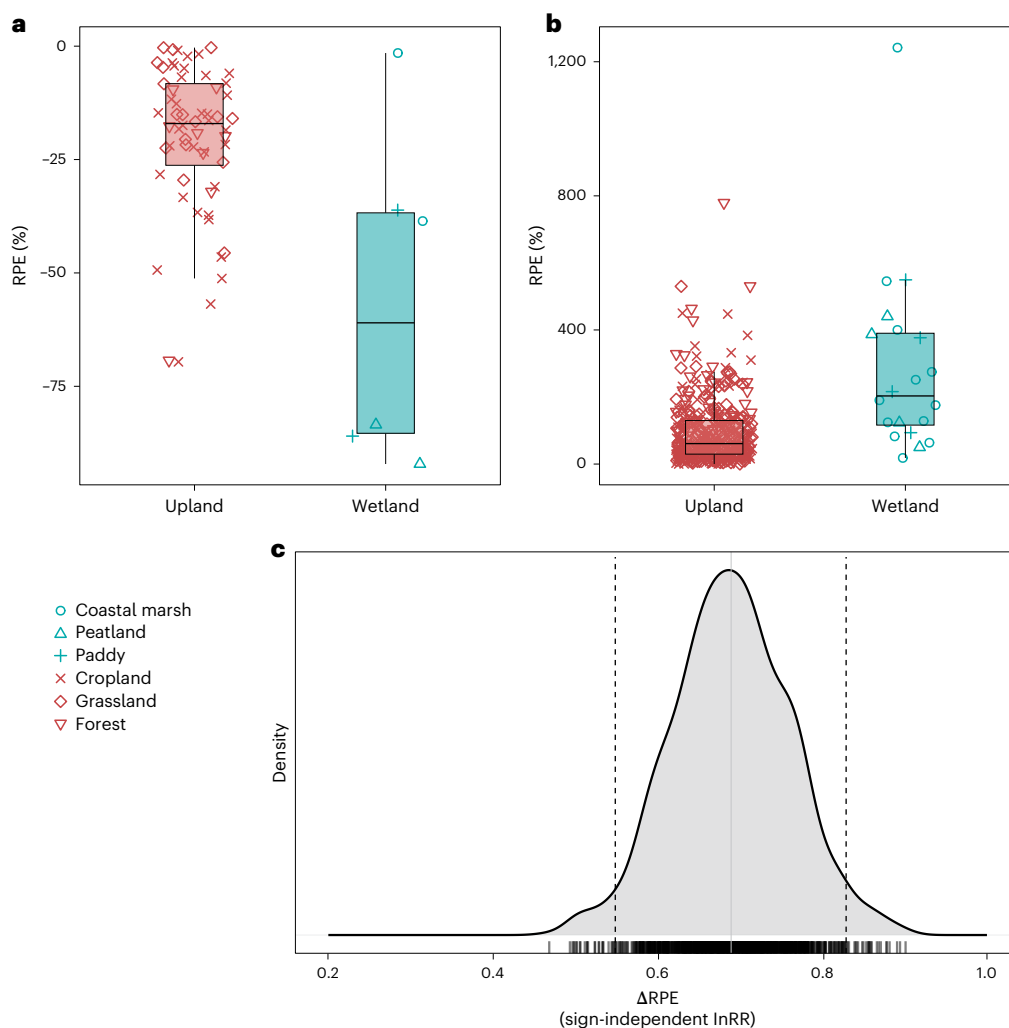 a
0
-25
-50
-75
RPE (%)
Upland
Wetland
b
1,200
800
400
0
RPE (%)
Upland
Wetland
Coastal marsh
Peatland
Paddy
Cropland
Grassland
Forest
c
Density
0.2
0.4
0.6
0.8
1.0
ΔRPE
(sign-independent lnRR)